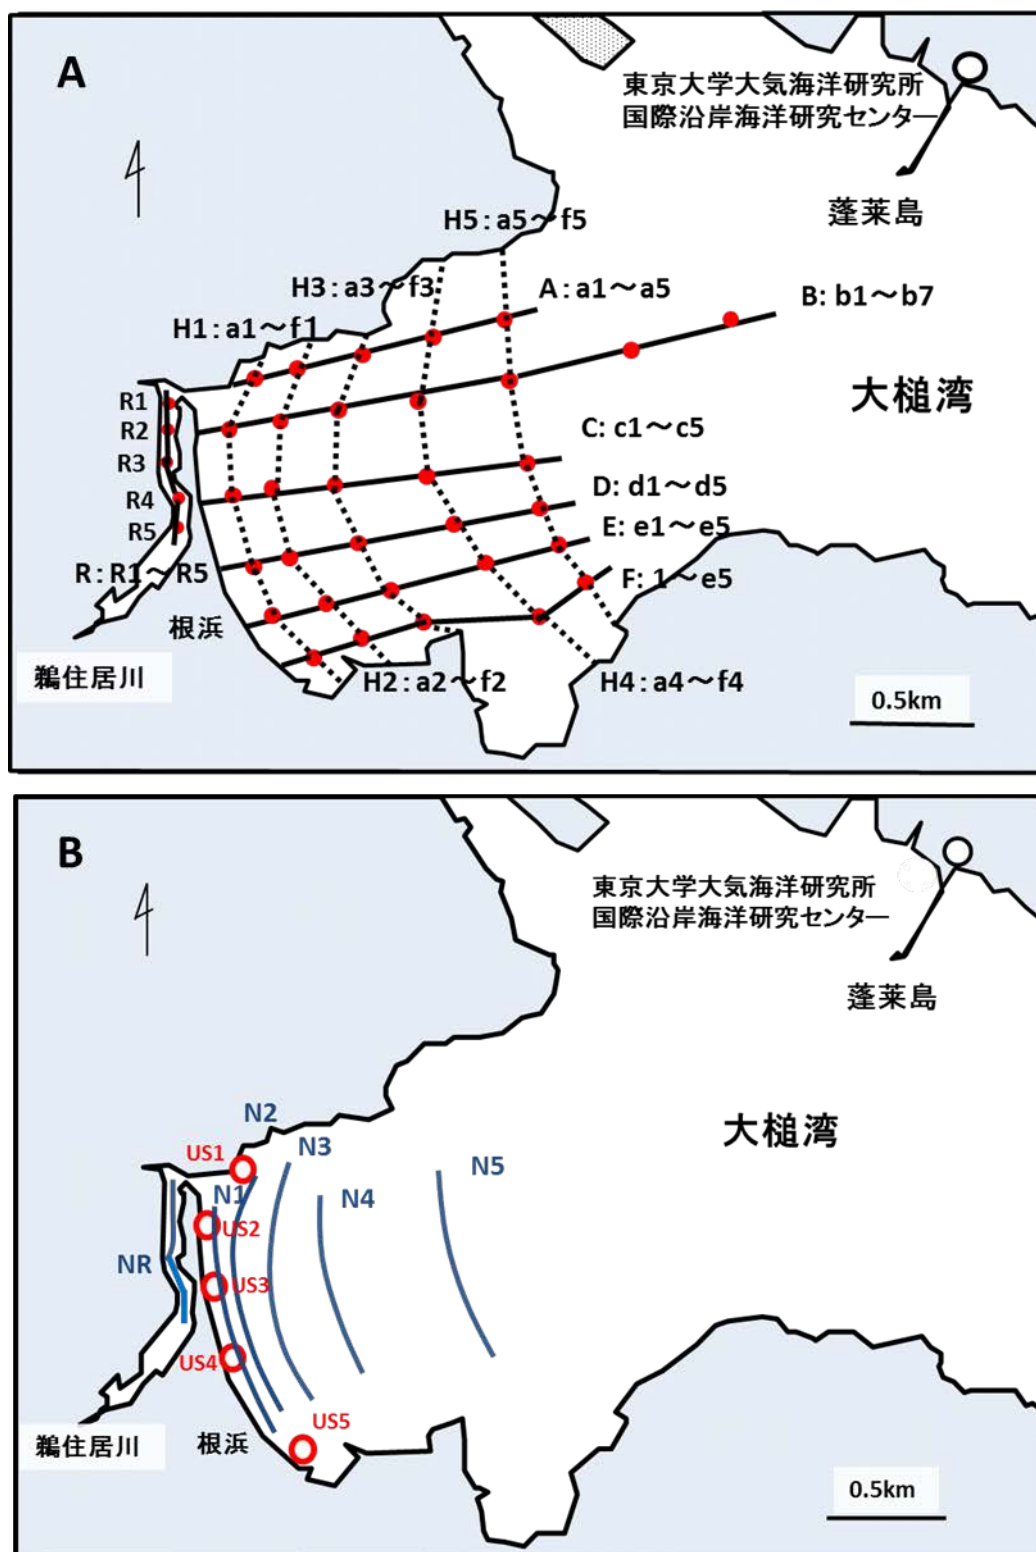 A
東京大学大気海洋研究所
国際沿岸海洋研究センター
蓬莱島
H5：a5～f5
H3：a3～f3
A：a1～a5
B: b1～b7
H1：a1～f1
大槌湾
R1
R2
R3
R4
R5
C: c1～c5
D: d1～d5
E: e1～e5
R：R1～R5
F: 1～e5
根浜
鵜住居川
H2：a2～f2
H4：a4～f4
0.5km
B
東京大学大気海洋研究所
国際沿岸海洋研究センター
蓬莱島
N2
大槌湾
US1
N3
N5
N1
N4
US2
NR
US3
US4
US5
根浜
鵜住居川
0.5km